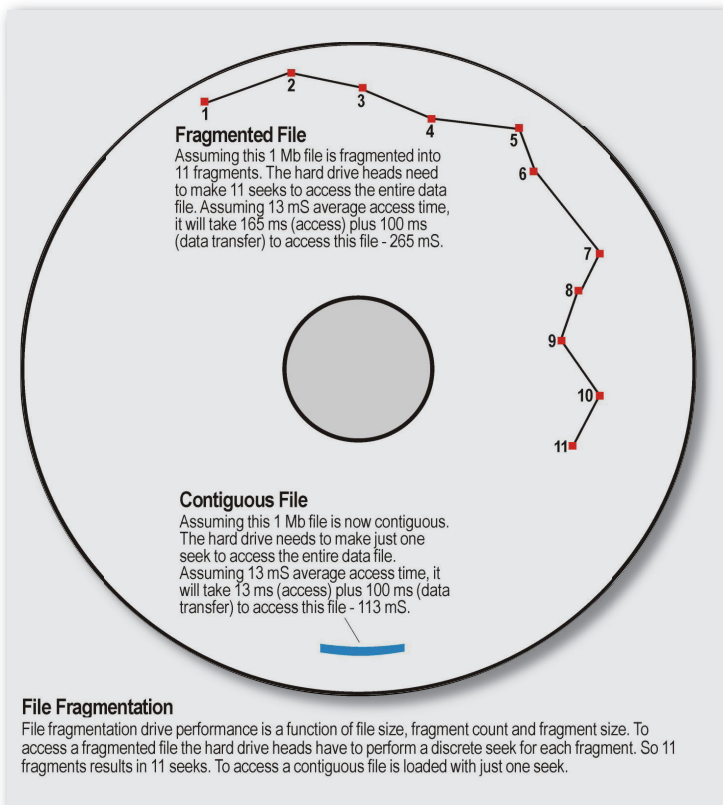 1
2
3
4
5
6
7
8
9
10
11
Fragmented File
Assuming this 1 Mb file is fragmented into
11 fragments. The hard drive heads need
to make 11 seeks to access the entire data
file. Assuming 13 mS average access time,
it will take 165 ms (access) plus 100 ms
(data transfer) to access this file - 265 mS.
Contiguous File
Assuming this 1 Mb file is now contiguous.
The hard drive needs to make just one
seek to access the entire data file.
Assuming 13 mS average access time, it
will take 13 ms (access) plus 100 ms (data
transfer) to access this file - 113 mS.
File Fragmentation
File fragmentation drive performance is a function of file size, fragment count and fragment size. To
access a fragmented file the hard drive heads have to perform a discrete seek for each fragment. So 11
fragments results in 11 seeks. To access a contiguous file is loaded with just one seek.